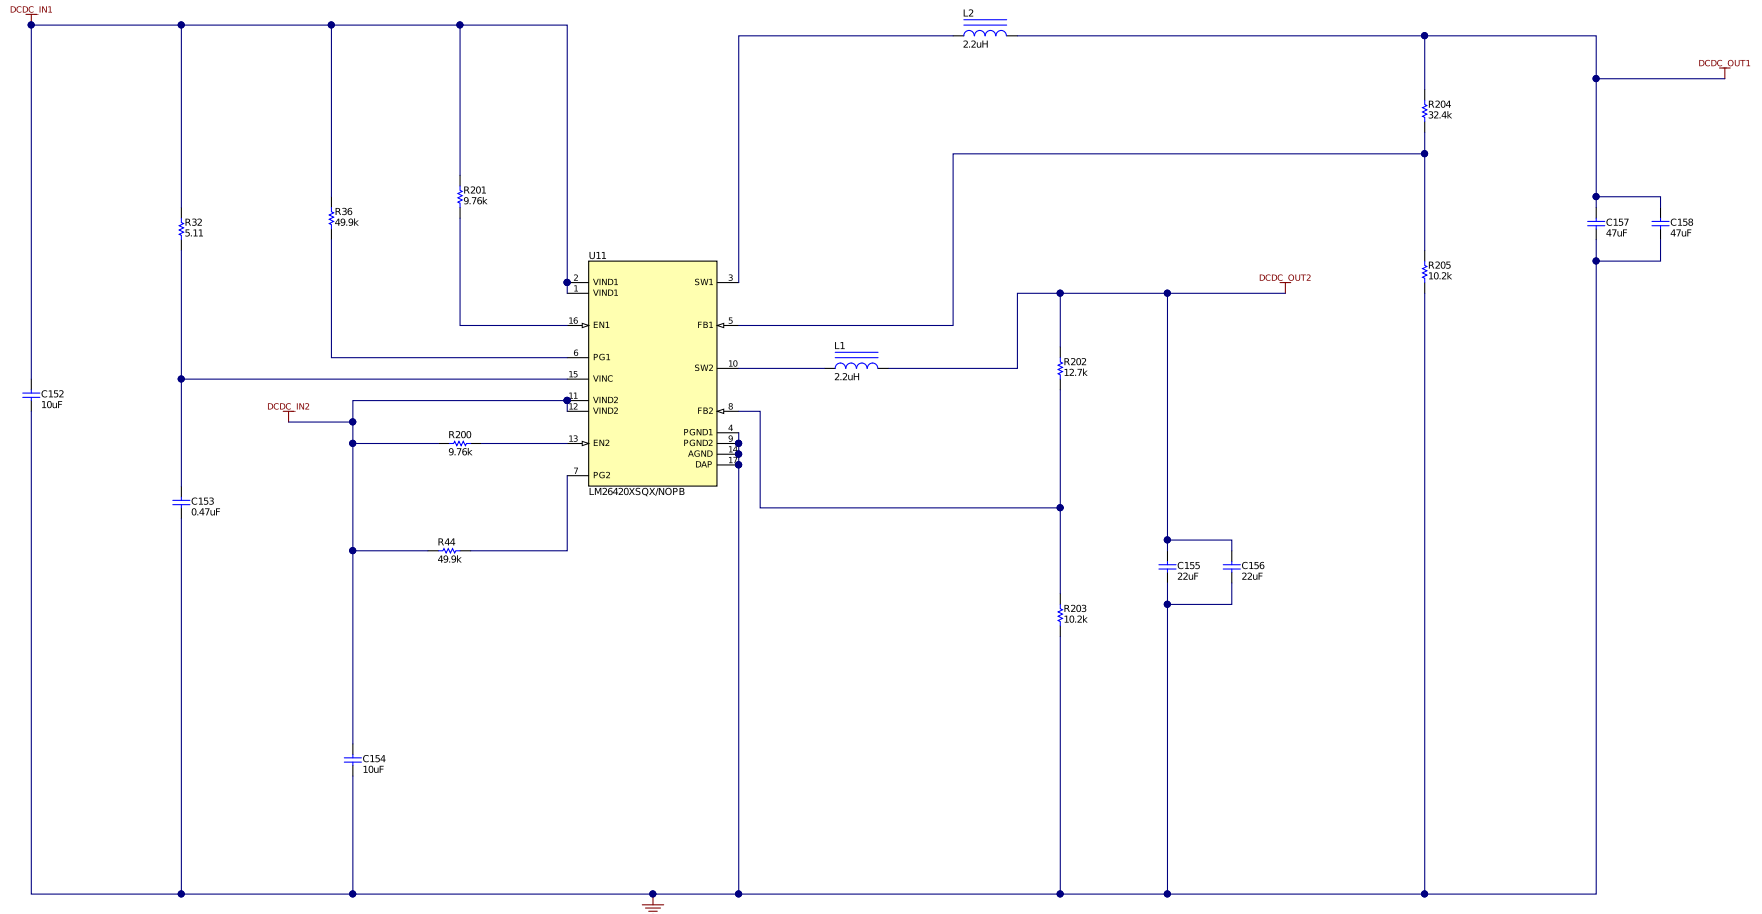 DCDC_IN1
L2
2.2uH
DCDC_OUT1
R204
32.4k
R201
9.76k
R36
49.9k
R32
5.11
C157
47uF
C158
47uF
U11
2 VIND1
1 VIND1
16 EN1
6 PG1
15 VINC
11 VIND2
12 VIND2
13 EN2
7 PG2
SW1 3
FB1 5
SW2 10
FB2 8
PGND1 4
PGND2 9
AGND 14
DAP 17
LM26420XSQX/NOPB
R205
10.2k
DCDC_OUT2
L1
2.2uH
R202
12.7k
C152
10uF
DCDC_IN2
R200
9.76k
C153
0.47uF
R44
49.9k
C155
22uF
C156
22uF
R203
10.2k
C154
10uF